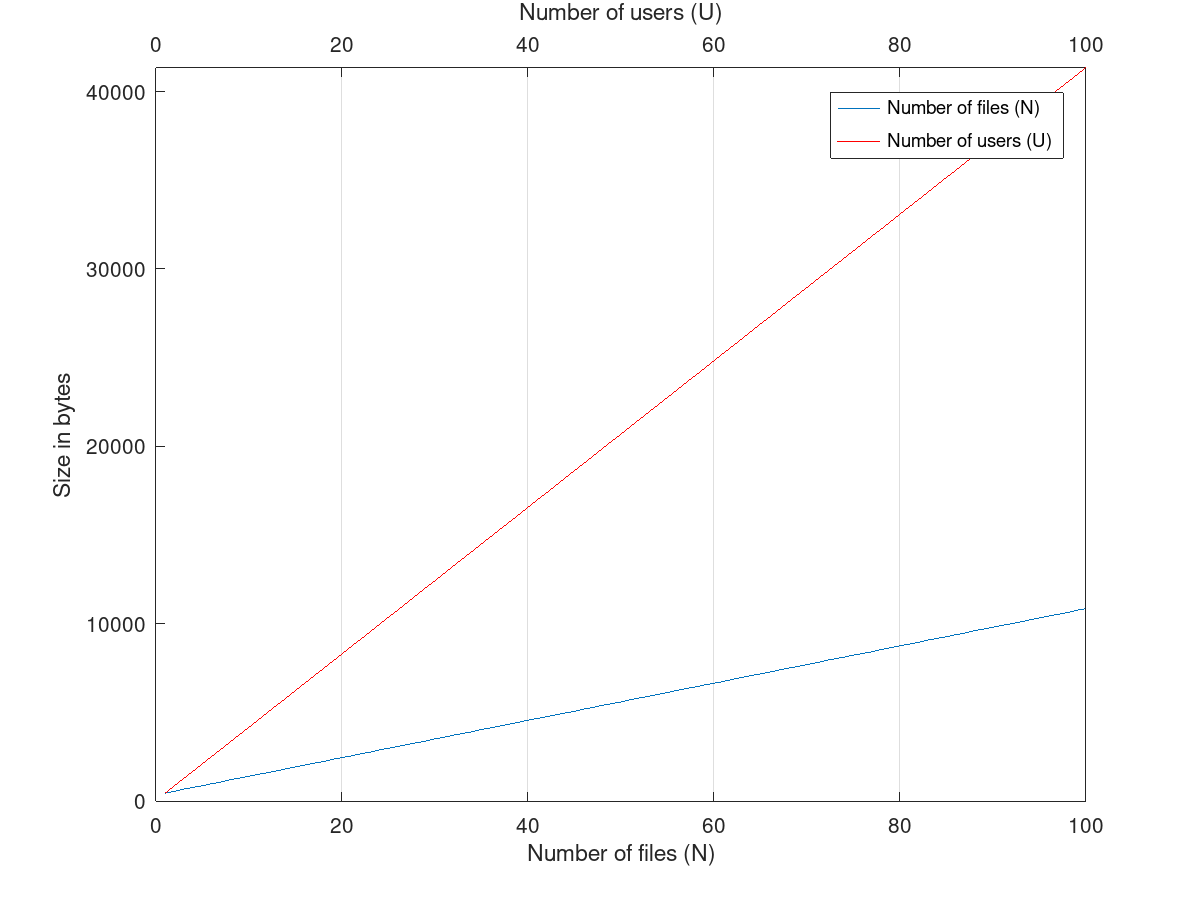 Number of users (U)
0 20 40 60 80 100
40000
Number of files (N)
Number of users (U)
30000
20000
Size in bytes
10000
0
0 20 40 60 80 100
Number of files (N)